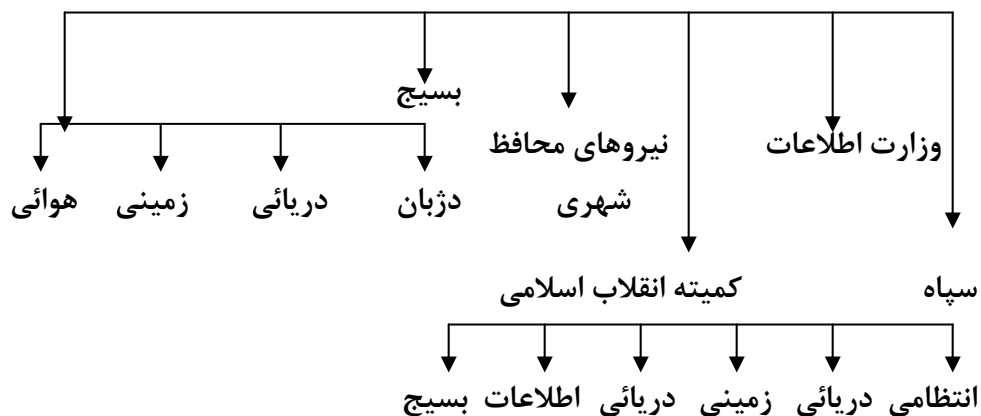 بسیج
وزارت اطلاعات
نیروهای محافظ
شهری
دژبان دریائی زمینی هوائی
سپاه
کمیته انقلاب اسلامی
انتظامی دریائی زمینی دریائی اطلاعات بسیج